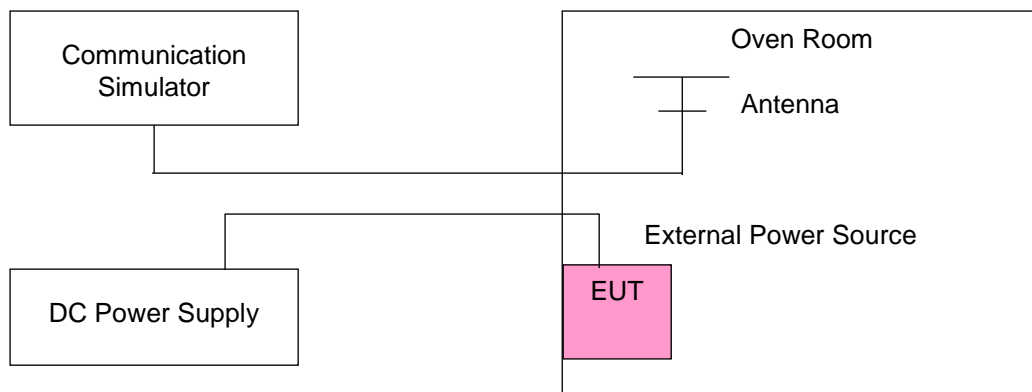 Communication
Simulator
Oven Room
Antenna
External Power Source
EUT
DC Power Supply